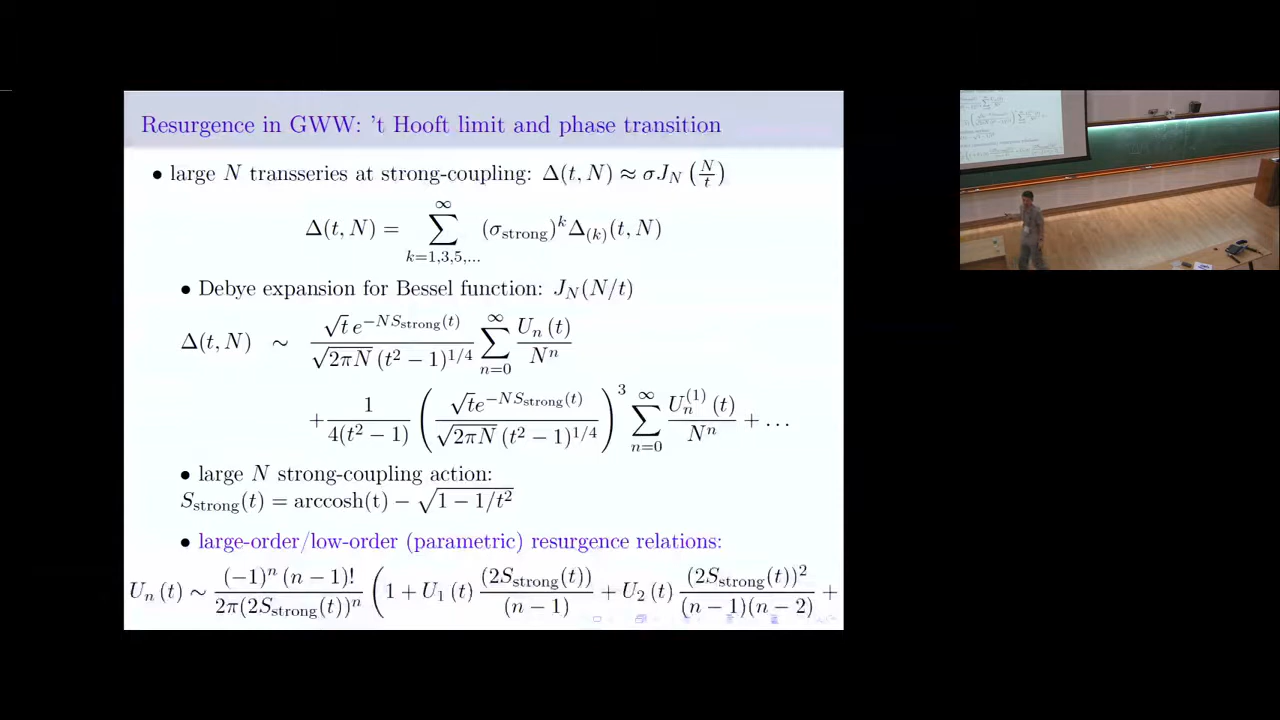 Resurgence in GWW: 't Hooft limit and phase transition
• large N transseries at strong-coupling: Δ(t, N) ≈ σJ_N (N/t)
Δ(t, N) = ∑_{k=1,3,5,...}^{∞} (σ_strong)^k Δ_(k)(t, N)
• Debye expansion for Bessel function: J_N(N/t)
Δ(t, N) ∼ √t e^{−N S_strong(t)} / (√(2πN) (t² − 1)^{1/4}) ∑_{n=0}^{∞} U_n (t) / N^n
+ 1/(4(t² − 1)) (√t e^{−N S_strong(t)} / (√(2πN) (t² − 1)^{1/4}))³ ∑_{n=0}^{∞} U_n^{(1)} (t) / N^n + ...
• large N strong-coupling action:
S_strong(t) = arccosh(t) − √(1 − 1/t²)
• large-order/low-order (parametric) resurgence relations:
U_n (t) ∼ (−1)^n (n − 1)! / (2π(2S_strong(t))^n) (1 + U_1 (t) (2S_strong(t)) / (n − 1) + U_2 (t) (2S_strong(t))² / ((n − 1)(n − 2)) +